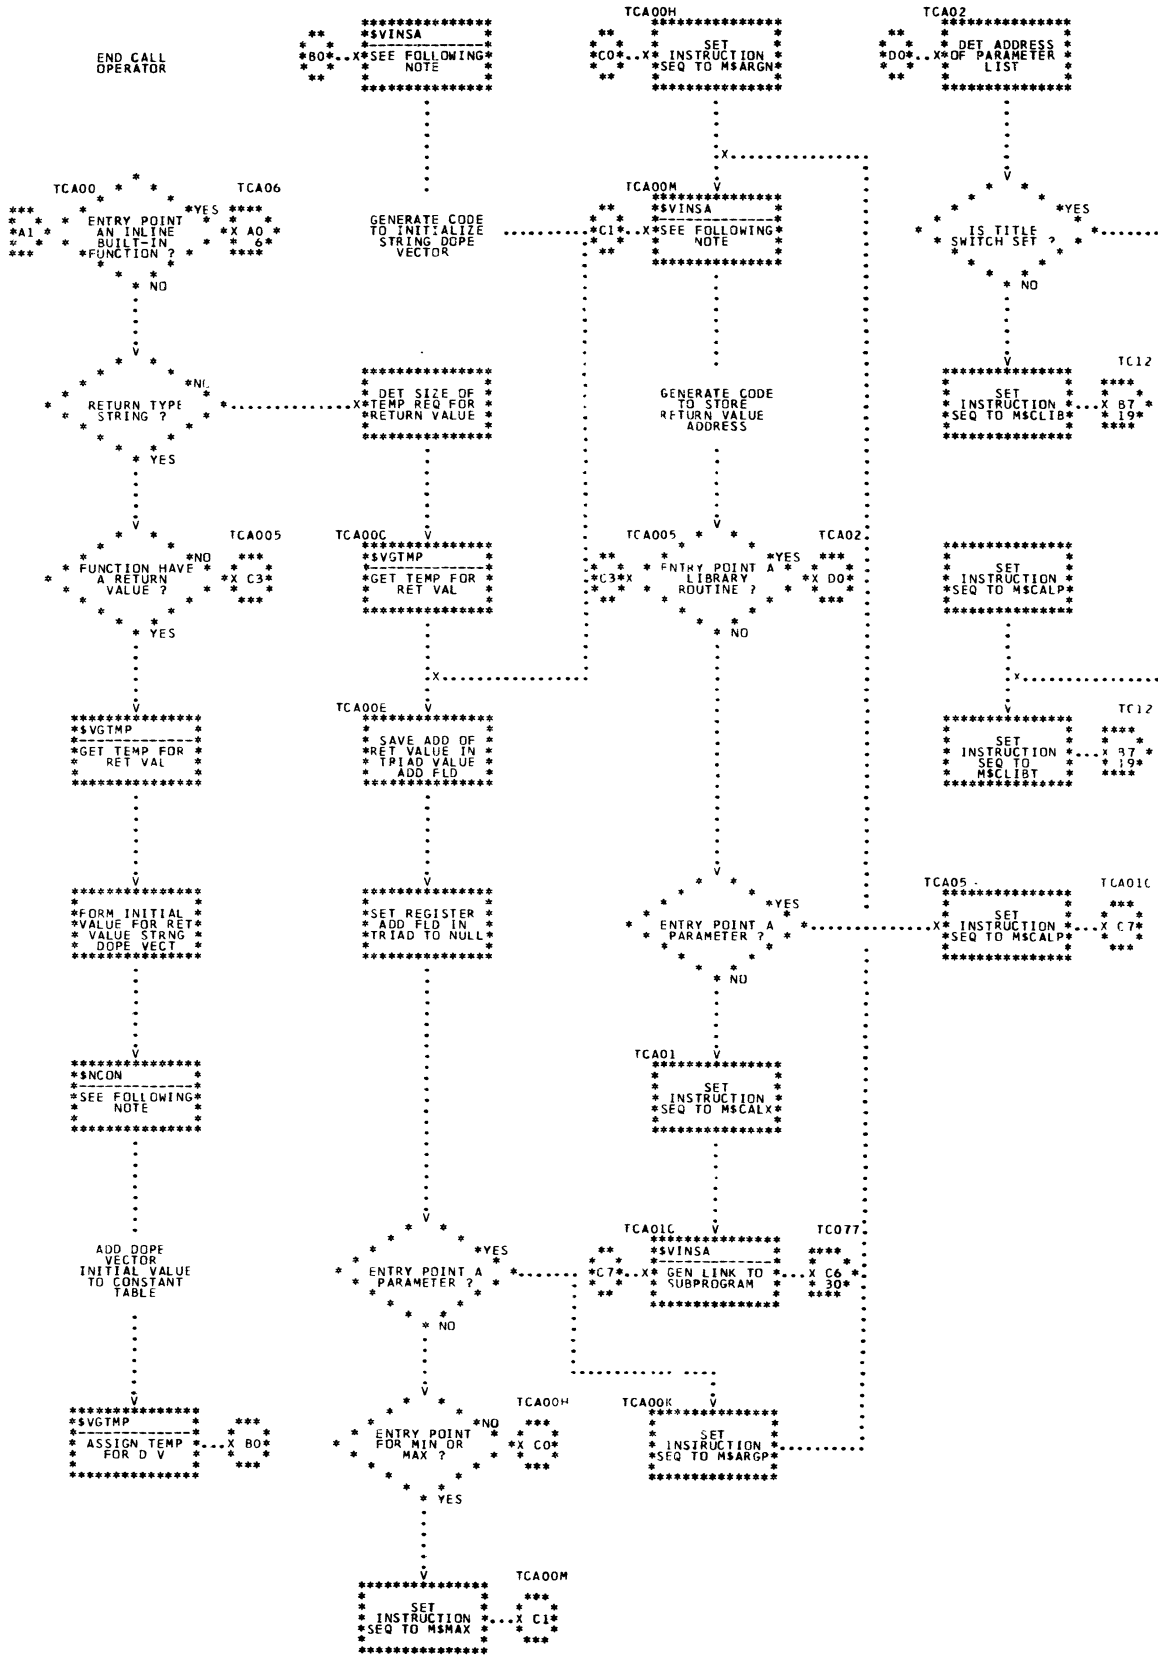 END CALL
OPERATOR
TCA00
A1
ENTRY POINT
AN INLINE
BUILT-IN
FUNCTION ?
YES
TCA06
X A0
6
NO
RETURN TYPE
STRING ?
NO
YES
FUNCTION HAVE
A RETURN
VALUE ?
NO
TCA005
X C3
YES
$VGTMP
GET TEMP FOR
RET VAL
FORM INITIAL
VALUE FOR RET
VALUE STRNG
DOPE VECT
$NCON
SEE FOLLOWING
NOTE
ADD DOPE
VECTOR
INITIAL VALUE
TO CONSTANT
TABLE
$VGTMP
ASSIGN TEMP
FOR D V
X B0
B0
X
$VINSA
SEE FOLLOWING
NOTE
GENERATE CODE
TO INITIALIZE
STRING DOPE
VECTOR
X
DET SIZE OF
TEMP REQ FOR
RETURN VALUE
TCA00C
$VGTMP
GET TEMP FOR
RET VAL
X
TCA00E
SAVE ADD OF
RET VALUE IN
TRIAD VALUE
ADD FLD
SET REGISTER
ADD FLD IN
TRIAD TO NULL
ENTRY POINT A
PARAMETER ?
YES
NO
ENTRY POINT
FOR MIN OR
MAX ?
NO
TCA00H
X C0
YES
SET
INSTRUCTION
SEQ TO M$MAX
TCA00M
X C1
TCA00H
C0
X
SET
INSTRUCTION
SEQ TO M$ARGN
X
TCA00M
C1
X
$VINSA
SEE FOLLOWING
NOTE
GENERATE CODE
TO STORE
RETURN VALUE
ADDRESS
TCA005
C3
X
ENTRY POINT A
LIBRARY
ROUTINE ?
YES
TCA02
X D0
NO
ENTRY POINT A
PARAMETER ?
YES
NO
TCA01
SET
INSTRUCTION
SEQ TO M$CALX
TCA01C
C7
X
$VINSA
GEN LINK TO
SUBPROGRAM
TC077
X C6
30
TCA00K
SET
INSTRUCTION
SEQ TO M$ARGP
TCA02
D0
X
DET ADDRESS
OF PARAMETER
LIST
IS TITLE
SWITCH SET ?
YES
NO
SET
INSTRUCTION
SEQ TO M$CLIB
TC12
X B7
19
SET
INSTRUCTION
SEQ TO M$CALP
X
SET
INSTRUCTION
SEQ TO
M$CLIBT
TC12
X B7
19
TCA05
X
SET
INSTRUCTION
SEQ TO M$CALP
TCA01C
X C7